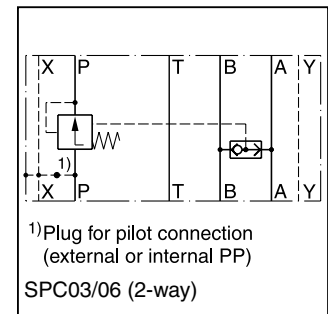 X P T B A Y
1)
X P T B A Y
1)Plug for pilot connection
(external or internal PP)
SPC03/06 (2-way)